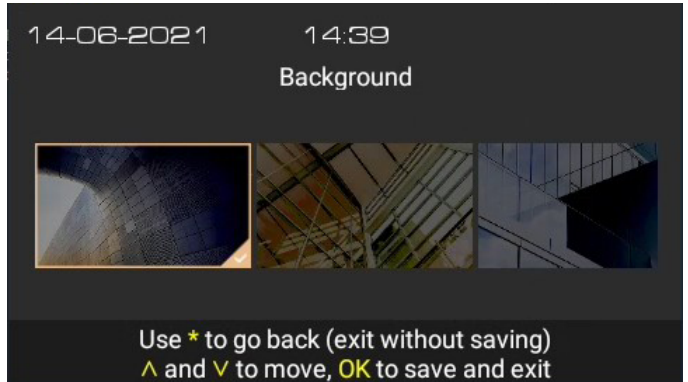 14-06-2021 14:39
Background
Use * to go back (exit without saving)
∧ and ∨ to move, OK to save and exit